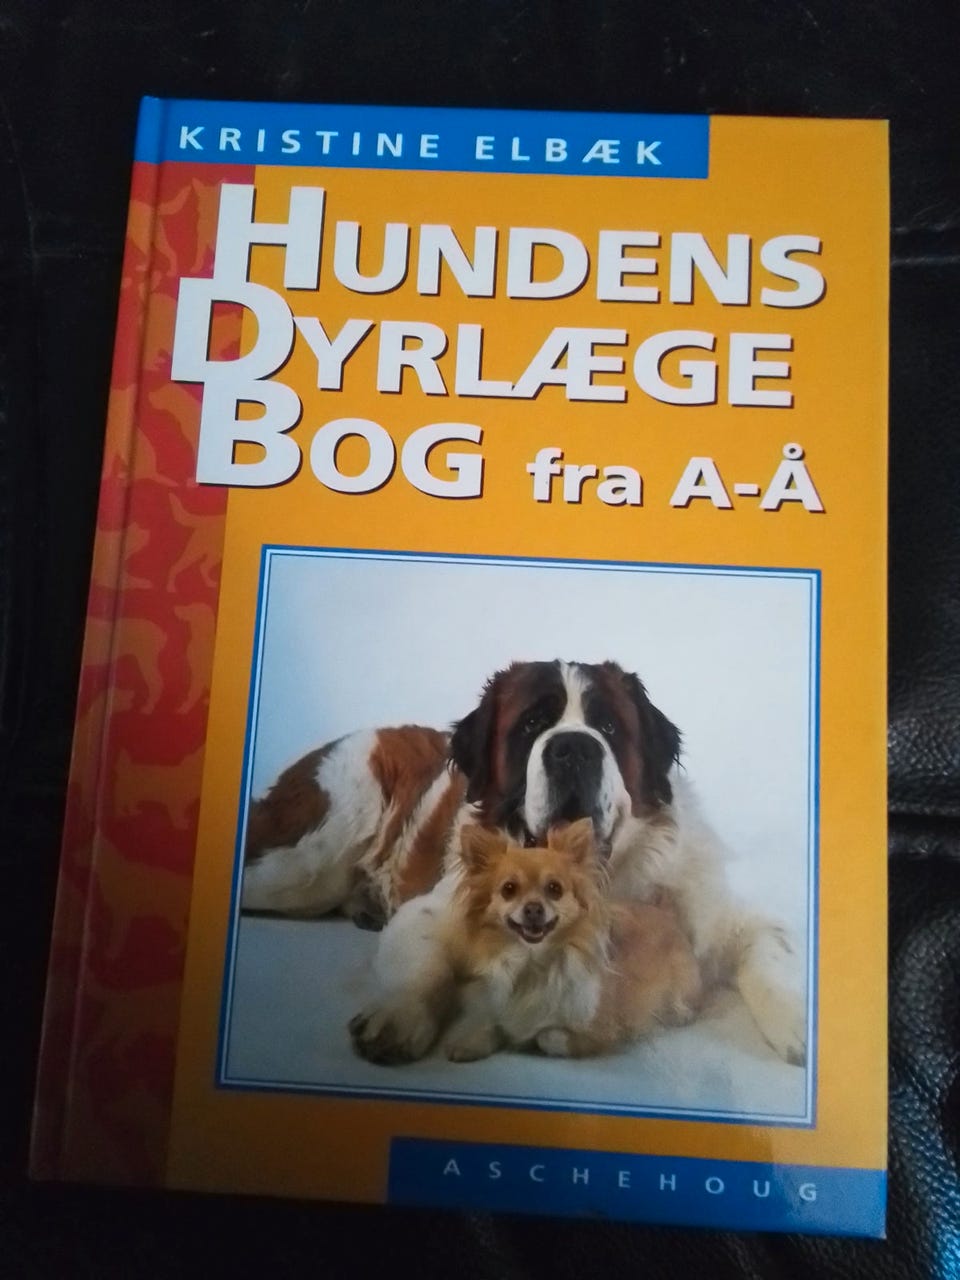 KRISTINE ELBÆK
HUNDENS
DYRLÆGE
BOG fra A-Å
ASCHEHOUG